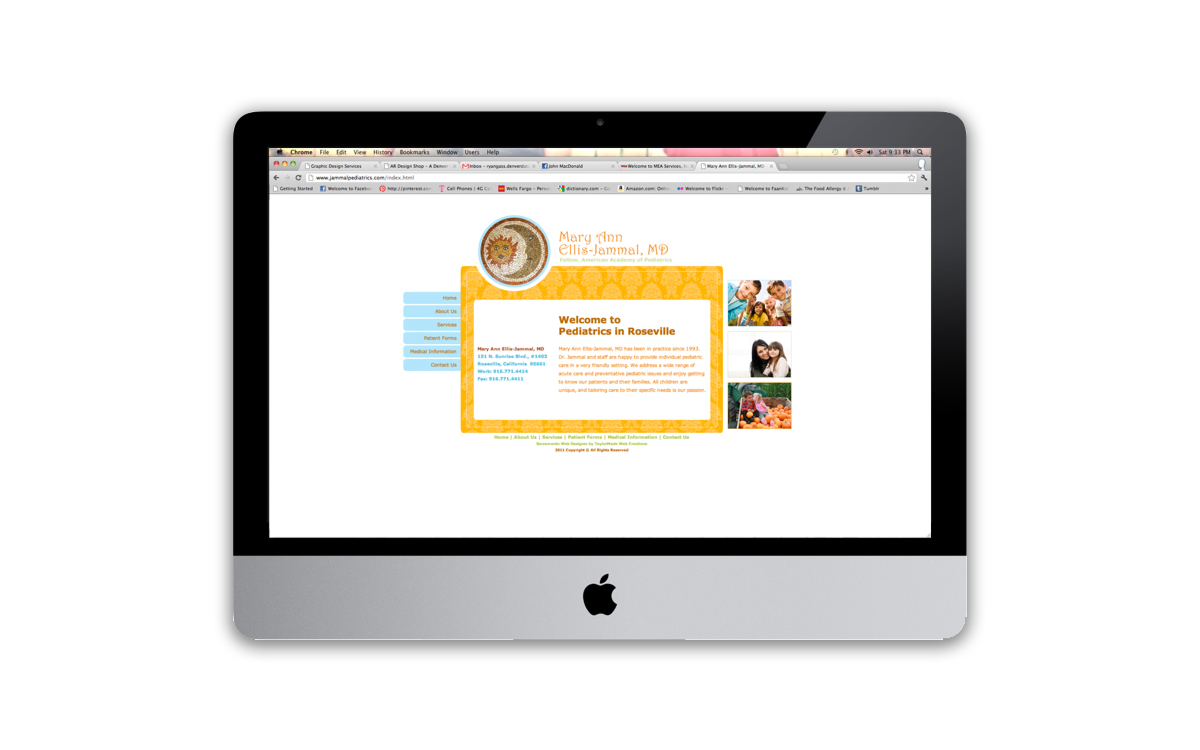 Chrome File Edit View History Bookmarks Window Users Help Sat 9:33 PM
Graphic Design Services
AR Design Shop – A Denver
Inbox – ryangass.denver
John MacDonald
Welcome to MEA Services,
Mary Ann Ellis-Jammal, MD
www.jammalpediatrics.com/index.html
Getting Started Welcome to Facebo http://pinterest.com Cell Phones | 4G C Wells Fargo – Perso dictionary.com – Amazon.com: Onlin Welcome to Flickr Welcome to The Food Allergy & Tumblr »
Mary Ann
Ellis-Jammal, MD
Fellow, American Academy of Pediatrics
Home
About Us
Services
Patient Forms
Medical Information
Contact Us
Mary Ann Ellis-Jammal, MD
151 N. Sunrise Blvd., #1403
Roseville, California 95661
Work: 916.771.4414
Fax: 916.771.4411
Welcome to
Pediatrics in Roseville
Mary Ann Ellis-Jammal, MD has been in practice since 1993.
Dr. Jammal and staff are happy to provide individual pediatric
care in a very friendly setting. We address a wide range of
acute care and preventative pediatric issues and enjoy getting
to know our patients and their families. All children are
unique, and tailoring care to their specific needs is our passion.
Home | About Us | Services | Patient Forms | Medical Information | Contact Us
Sacramento Web Designs by TaylorMade Web Creations
2011 Copyright © All Rights Reserved